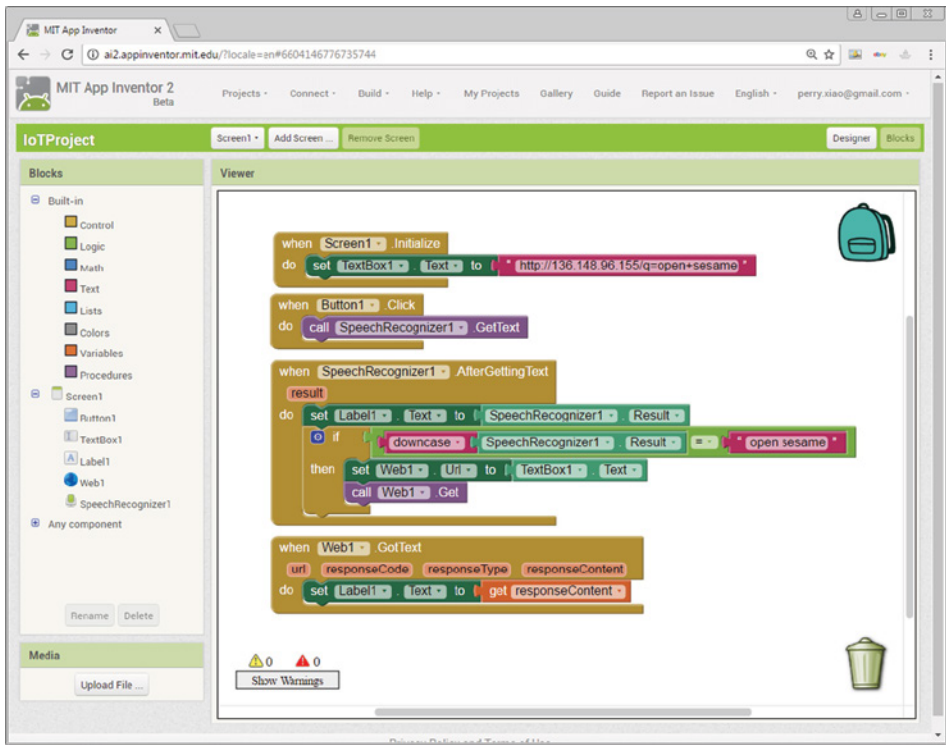 MIT App Inventor
ai2.appinventor.mit.edu/?locale=en#6604146776735744
MIT App Inventor 2
Beta
Projects Connect Build Help My Projects Gallery Guide Report an Issue English perry.xiao@gmail.com
IoTProject Screen1 Add Screen ... Remove Screen Designer Blocks
Blocks
Viewer
Built-in
Control
Logic
Math
Text
Lists
Colors
Variables
Procedures
Screen1
Button1
TextBox1
Label1
Web1
SpeechRecognizer1
Any component
Rename Delete
Media
Upload File ...
when Screen1 .Initialize
do set TextBox1 . Text to " http://136.148.96.155/q=open+sesame "
when Button1 .Click
do call SpeechRecognizer1 .GetText
when SpeechRecognizer1 .AfterGettingText
result
do set Label1 . Text to SpeechRecognizer1 . Result
if downcase SpeechRecognizer1 . Result = " open sesame "
then set Web1 . Url to TextBox1 . Text
call Web1 .Get
when Web1 .GotText
url responseCode responseType responseContent
do set Label1 . Text to get responseContent
0 0
Show Warnings
Privacy Policy and Terms of Use